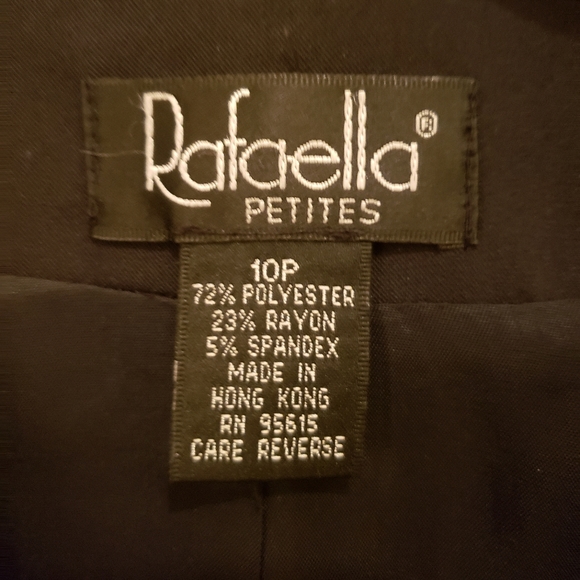 Rafaella®
PETITES
10P
72% POLYESTER
23% RAYON
5% SPANDEX
MADE IN
HONG KONG
RN 95615
CARE REVERSE